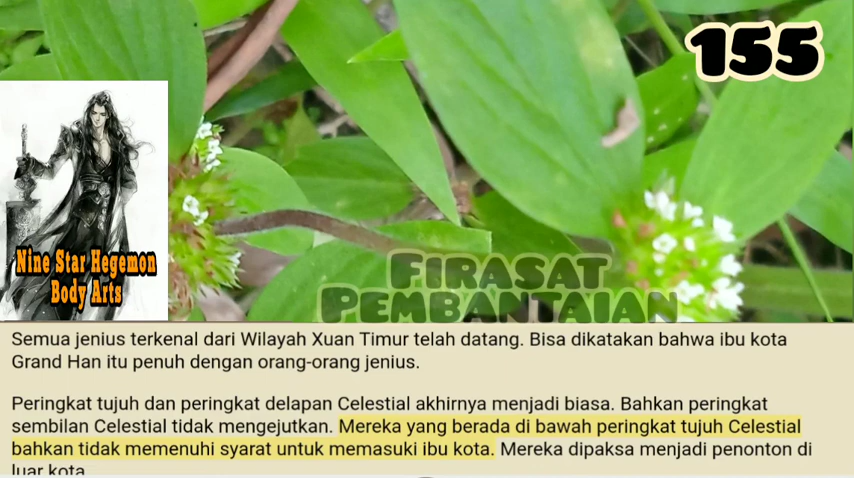 155
Nine Star Hegemon
Body Arts
FIRASAT
PEMBANTAIAN
Semua jenius terkenal dari Wilayah Xuan Timur telah datang. Bisa dikatakan bahwa ibu kota
Grand Han itu penuh dengan orang-orang jenius.
Peringkat tujuh dan peringkat delapan Celestial akhirnya menjadi biasa. Bahkan peringkat
sembilan Celestial tidak mengejutkan. Mereka yang berada di bawah peringkat tujuh Celestial
bahkan tidak memenuhi syarat untuk memasuki ibu kota. Mereka dipaksa menjadi penonton di
luar kota.